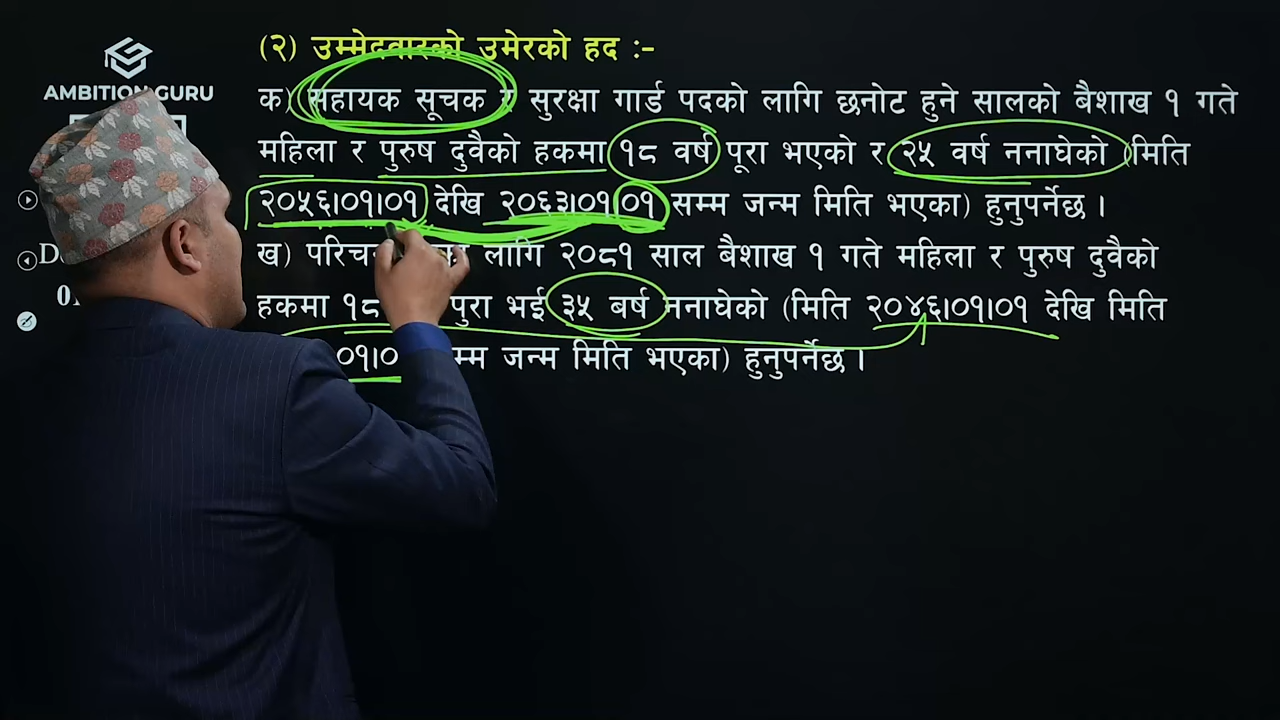 AMBITION GURU
(२) उम्मेदवारको उमेरको हद :-
क) सहायक सूचक र सुरक्षा गार्ड पदको लागि छनोट हुने सालको बैशाख १ गते
महिला र पुरुष दुवैको हकमा १८ वर्ष पूरा भएको र २५ वर्ष ननाघेको (मिति
२०५६।०१।०१ देखि २०६३।०१।०१ सम्म जन्म मिति भएका) हुनुपर्नेछ ।
ख) लागि २०८१ साल बैशाख १ गते महिला र पुरुष दुवैको
हकमा १८ पुरा भई ३५ बर्ष ननाघेको (मिति २०४६।०१।०१ देखि मिति
जन्म मिति भएका) हुनुपर्नेछ ।